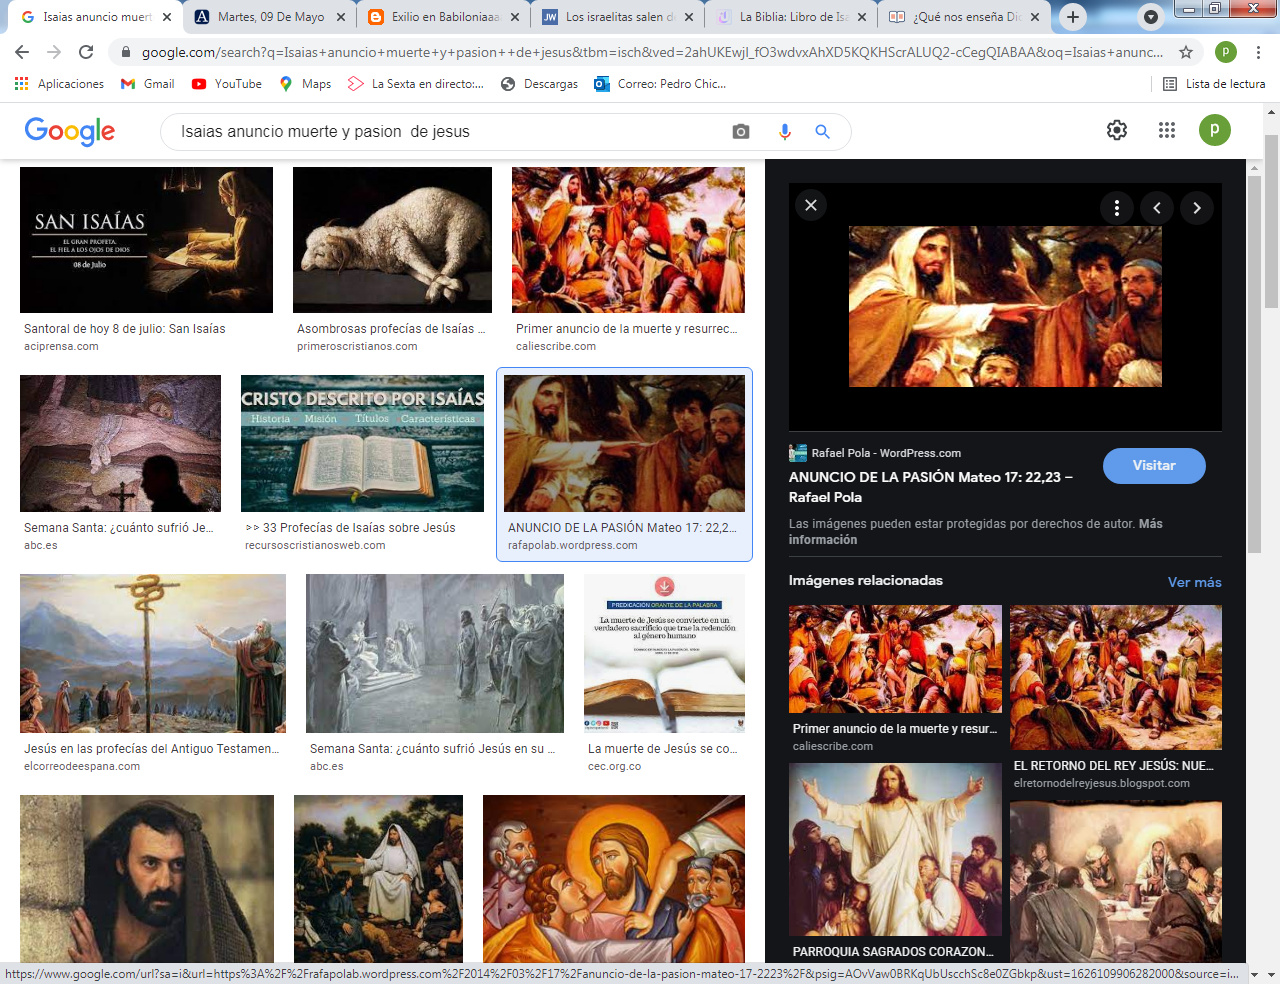 Isaias anuncio muert
Martes, 09 De Mayo
Exilio en Babiloniaaa
Los israelitas salen de
La Biblia: Libro de Isa
¿Qué nos enseña Dio
google.com/search?q=Isaias+anuncio+muerte+y+pasion++de+jesus&tbm=isch&ved=2ahUKEwjI_fO3wdvxAhXD5KQKHScrALUQ2-cCegQIABAA&oq=Isaias+anunc...
p
Aplicaciones
Gmail
YouTube
Maps
La Sexta en directo:...
Descargas
Correo: Pedro Chic...
Lista de lectura
Google
Isaias anuncio muerte y pasion  de jesus
p
SAN ISAÍAS
EL GRAN PROFETA,
EL FIEL A LOS OJOS DE DIOS
08 de Julio
Santoral de hoy 8 de julio: San Isaías
aciprensa.com
Asombrosas profecías de Isaías ...
primeroscristianos.com
Primer anuncio de la muerte y resurrec...
caliescribe.com
Semana Santa: ¿cuánto sufrió Je...
abc.es
CRISTO DESCRITO POR ISAÍAS
Historia Misión Títulos Características
>> 33 Profecías de Isaías sobre Jesús
recursoscristianosweb.com
ANUNCIO DE LA PASIÓN Mateo 17: 22,2...
rafapolab.wordpress.com
Jesús en las profecías del Antiguo Testamen...
elcorreodeespana.com
Semana Santa: ¿cuánto sufrió Jesús en su ...
abc.es
PREDICACIÓN ORANTE DE LA PALABRA
La muerte de Jesús se convierte en un
verdadero sacrificio que trae la redención
al género humano
La muerte de Jesús se co...
cec.org.co
Rafael Pola - WordPress.com
ANUNCIO DE LA PASIÓN Mateo 17: 22,23 –
Rafael Pola
Visitar
Las imágenes pueden estar protegidas por derechos de autor. Más
información
Imágenes relacionadas
Ver más
Primer anuncio de la muerte y resur...
caliescribe.com
EL RETORNO DEL REY JESÚS: NUE...
elretornodelreyjesus.blogspot.com
PARROQUIA SAGRADOS CORAZON...
https://www.google.com/url?sa=i&url=https%3A%2F%2Frafapolab.wordpress.com%2F2014%2F03%2F17%2Fanuncio-de-la-pasion-mateo-17-2223%2F&psig=AOvVaw0BRKqUbUscchSc8e0ZGbkp&ust=1626109906282000&source=i...